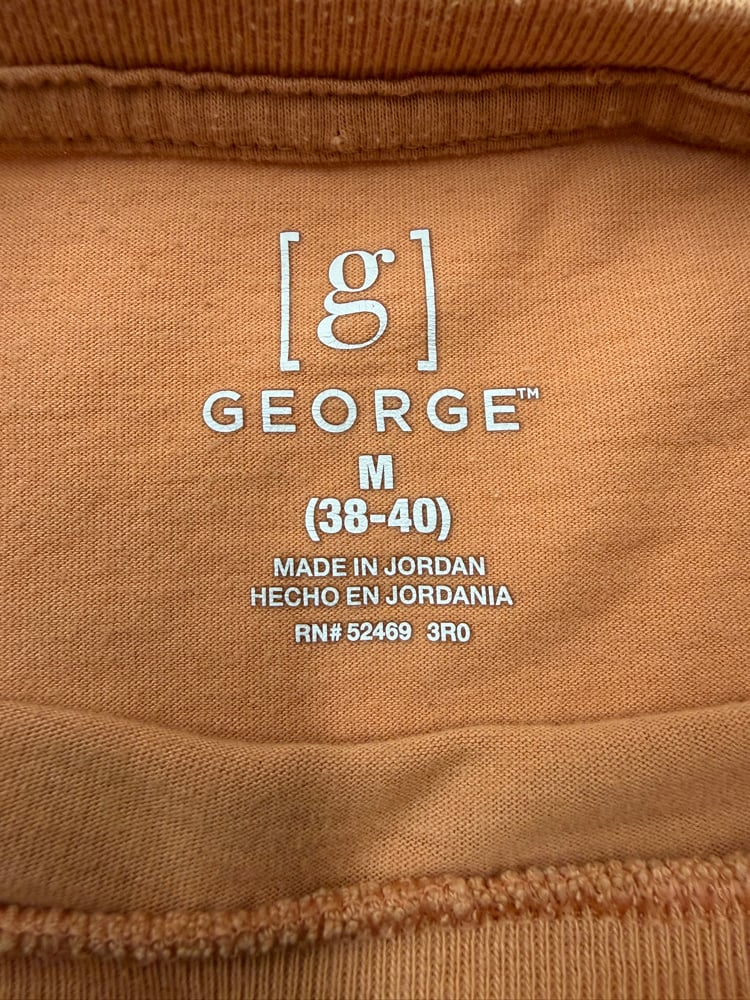 [g]
GEORGE™
M
(38-40)
MADE IN JORDAN
HECHO EN JORDANIA
RN# 52469 3R0